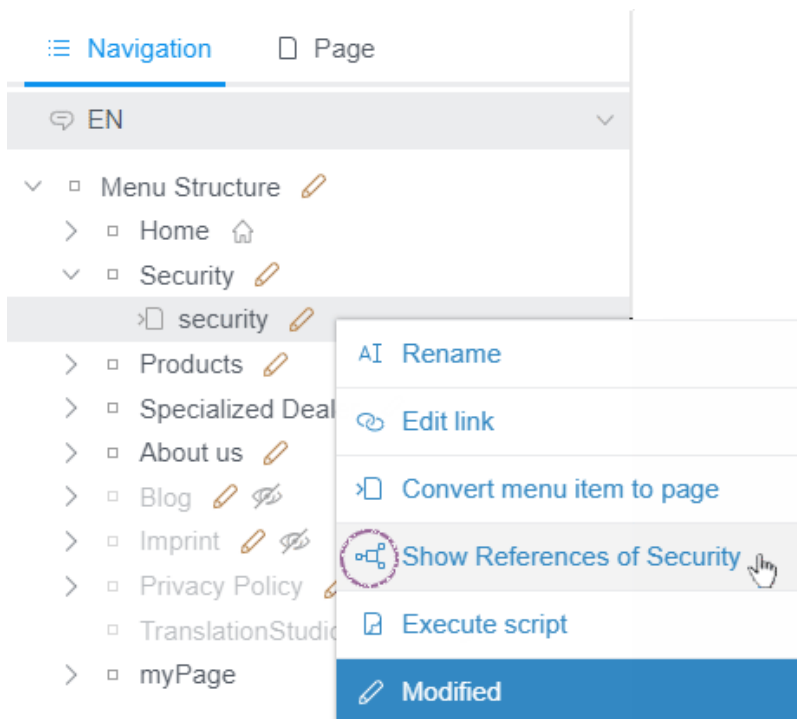 Navigation Page
EN
Menu Structure
Home
Security
security
Products
Specialized Deal
About us
Blog
Imprint
Privacy Policy
TranslationStudio
myPage
Rename
Edit link
Convert menu item to page
Show References of Security
Execute script
Modified